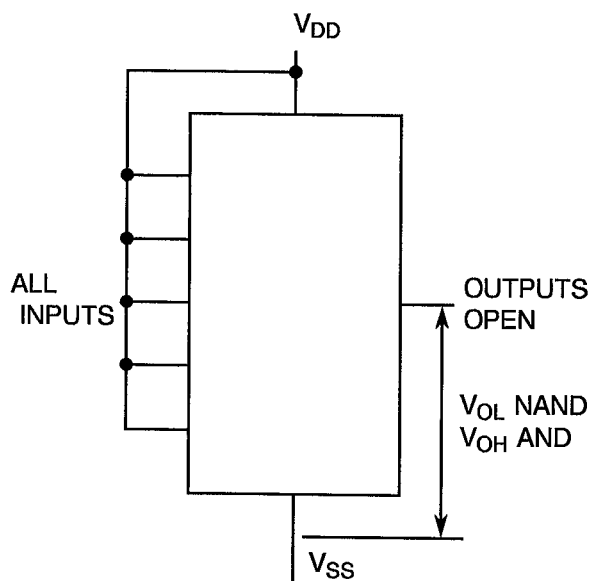 VDD
ALL
INPUTS
OUTPUTS
OPEN
VOL NAND
VOH AND
VSS